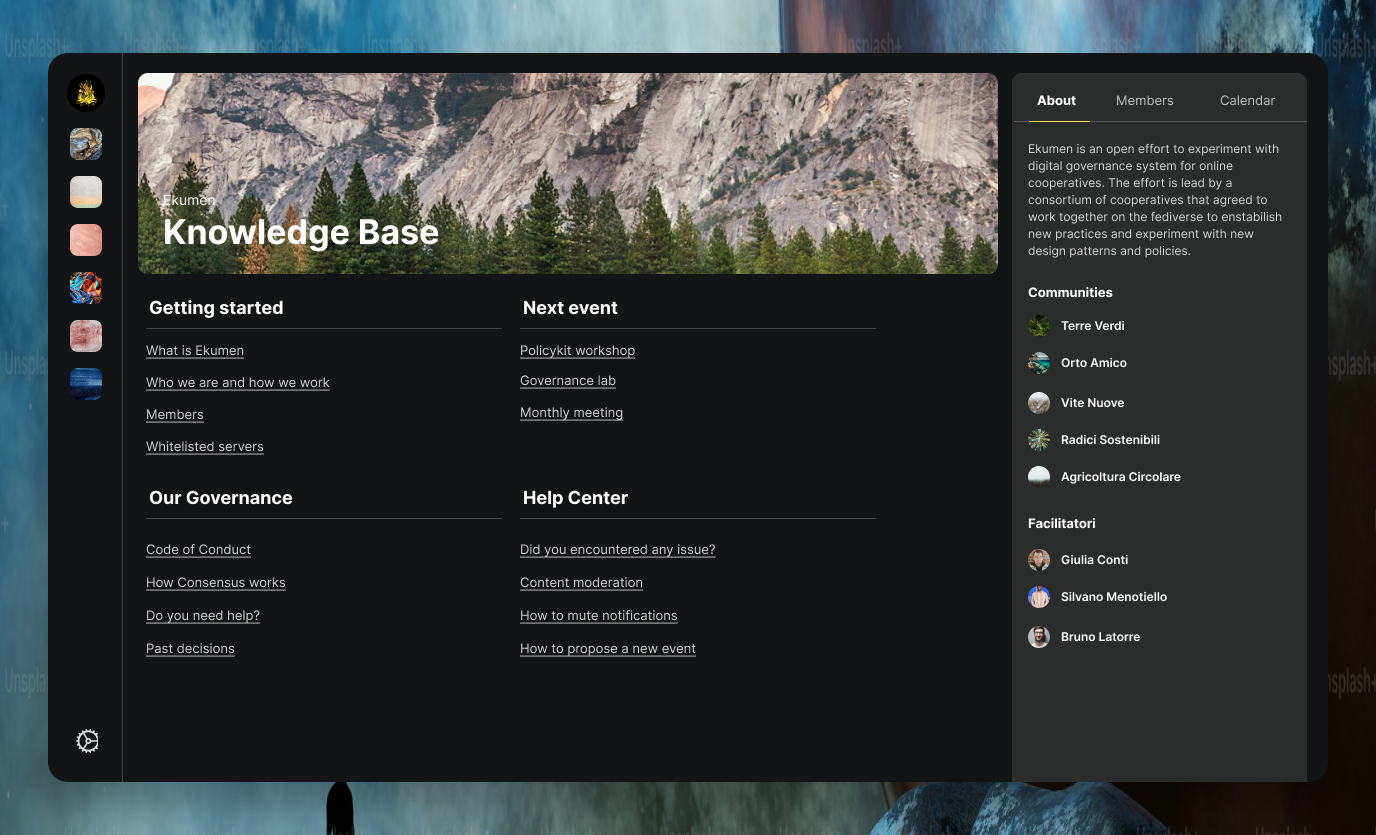 Unsplash+
Unsplash+
Unsplash+
Unsplash+
Unsplash+
Ekumen
Knowledge Base
Getting started
What is Ekumen
Who we are and how we work
Members
Whitelisted servers
Next event
Policykit workshop
Governance lab
Monthly meeting
Our Governance
Code of Conduct
How Consensus works
Do you need help?
Past decisions
Help Center
Did you encountered any issue?
Content moderation
How to mute notifications
How to propose a new event
About
Members
Calendar
Ekumen is an open effort to experiment with
digital governance system for online
cooperatives. The effort is lead by a
consortium of cooperatives that agreed to
work together on the fediverse to enstabilish
new practices and experiment with new
design patterns and policies.
Communities
Terre Verdi
Orto Amico
Vite Nuove
Radici Sostenibili
Agricoltura Circolare
Facilitatori
Giulia Conti
Silvano Menotiello
Bruno Latorre